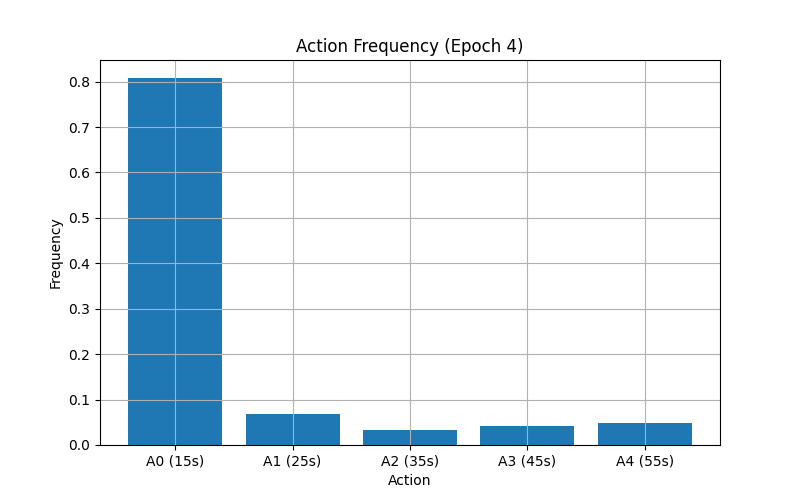 Action Frequency (Epoch 4)
0.8
0.7
0.6
0.5
0.4
0.3
0.2
0.1
0.0
Frequency
A0 (15s) A1 (25s) A2 (35s) A3 (45s) A4 (55s)
Action